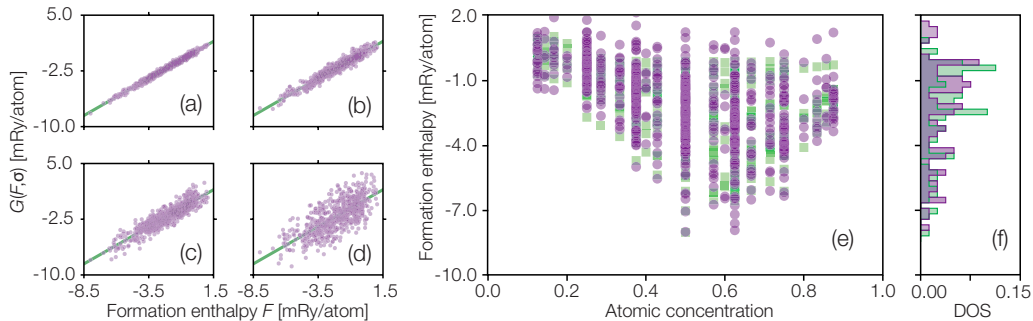 5.0
-2.5
-10.0
(a)
(b)
5.0
-2.5
-10.0
(c)
(d)
-8.5 -3.5 1.5
-8.5 -3.5 1.5
G(F,σ) [mRy/atom]
Formation enthalpy F [mRy/atom]
2.0
-1.0
-4.0
-7.0
-10.0
Formation enthalpy [mRy/atom]
(e)
0.0 0.2 0.4 0.6 0.8 1.0
Atomic concentration
(f)
0.00 0.15
DOS